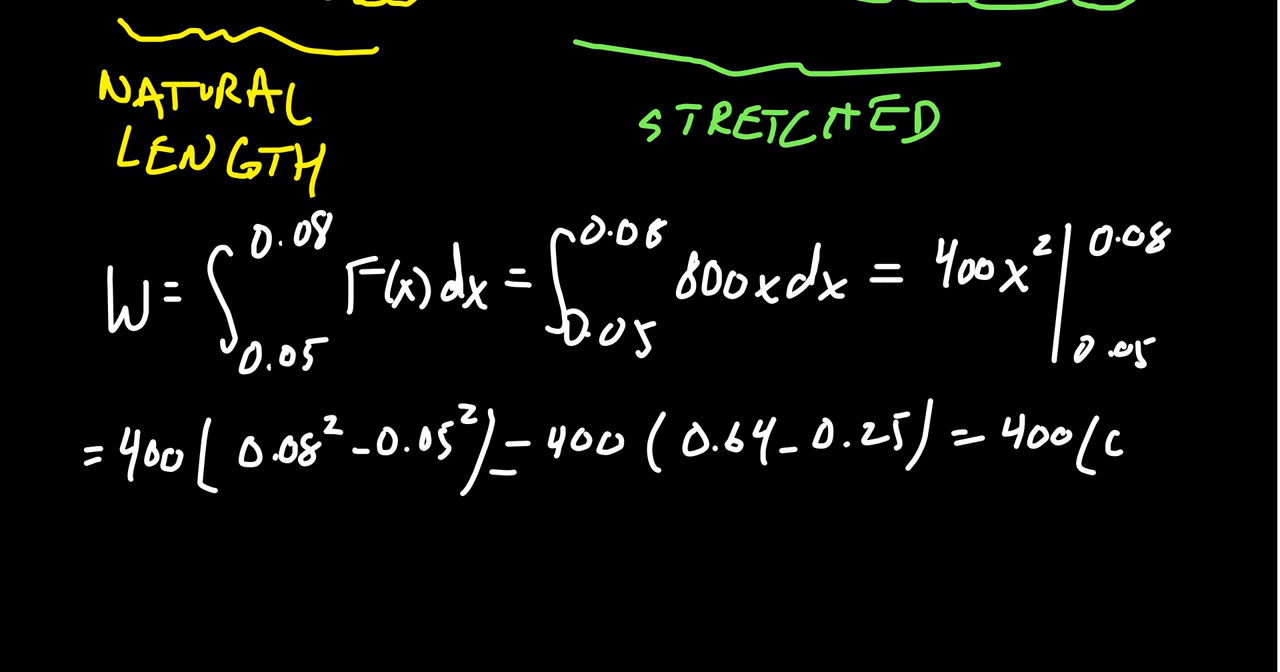 NATURAL
LENGTH
STRETCHED
W = ∫_{0.05}^{0.08} F(x) dx = ∫_{0.05}^{0.08} 800x dx = 400x² |_{0.05}^{0.08}
= 400 ( 0.08² - 0.05² ) = 400 ( 0.64 - 0.25 ) = 400 (